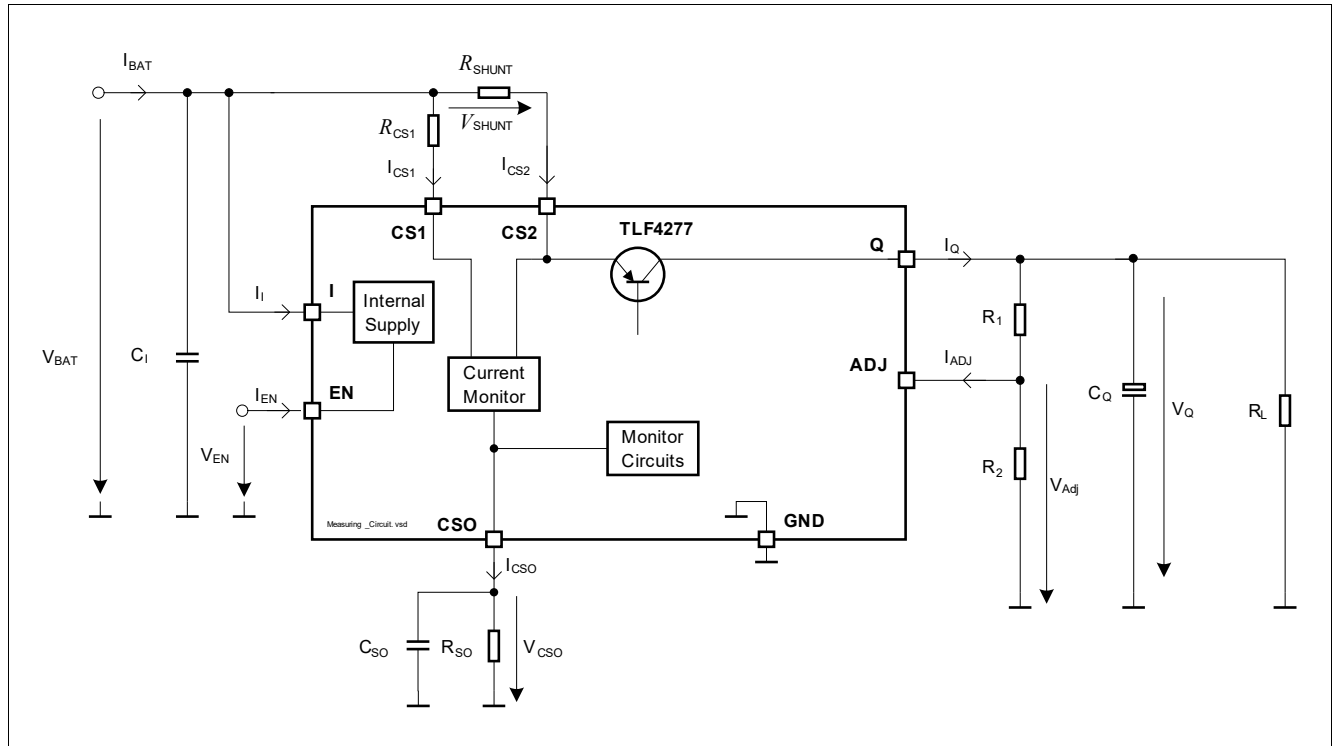 I_BAT
R_SHUNT
R_CS1
V_SHUNT
I_CS1
I_CS2
CS1
CS2
TLF4277
Q
I_Q
I_I
I
Internal
Supply
R_1
V_BAT
C_I
Current
Monitor
ADJ
I_ADJ
I_EN
EN
C_Q
V_Q
R_L
Monitor
Circuits
V_EN
R_2
V_Adj
Measuring _Circuit.vsd
CSO
GND
I_CSO
C_SO
R_SO
V_CSO